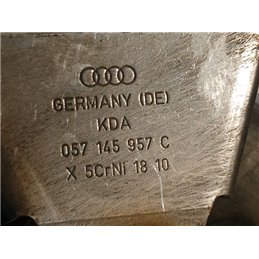 GERMANY (DE)
KDA
057 145 957 C
X 5CrNi 18 10